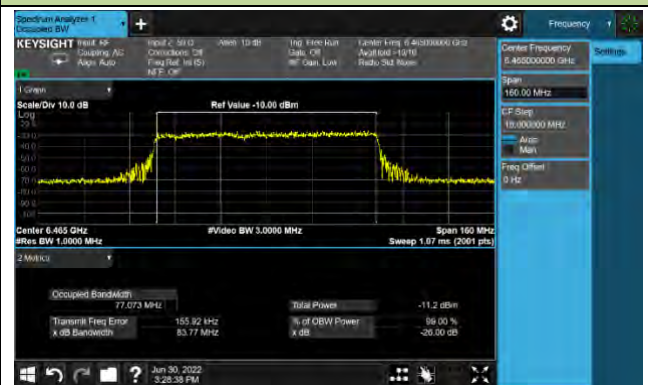 Spectrum Analyzer 1
Occupied BW
Frequency
KEYSIGHT Input: RF
Coupling: AC
Align: Auto
Input Z: 50 Ω
Corrections: Off
Freq Ref: Int (S)
NFE: Off
Atten: 10 dB
Trig: Free Run
Gate: Off
#IF Gain: Low
Center Freq: 6.465000000 GHz
Avg|Hold: >10/10
Radio Std: None
Center Frequency
6.465000000 GHz
Settings
Span
160.00 MHz
CF Step
16.000000 MHz
Auto
Man
Freq Offset
0 Hz
1 Graph
Scale/Div 10.0 dB
Ref Value -10.00 dBm
Log
Center 6.465 GHz
#Video BW 3.0000 MHz
Span 160 MHz
#Res BW 1.0000 MHz
Sweep 1.07 ms (2001 pts)
2 Metrics
Occupied Bandwidth
77.073 MHz
Total Power
-11.2 dBm
Transmit Freq Error
155.92 kHz
% of OBW Power
99.00 %
x dB Bandwidth
83.77 MHz
x dB
-26.00 dB
?
Jun 30, 2022
3:28:38 PM